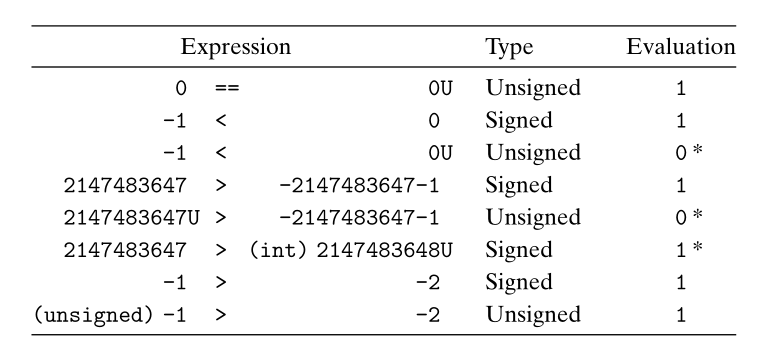 Expression Type Evaluation
0 == 0U Unsigned 1
-1 < 0 Signed 1
-1 < 0U Unsigned 0 *
2147483647 > -2147483647-1 Signed 1
2147483647U > -2147483647-1 Unsigned 0 *
2147483647 > (int) 2147483648U Signed 1 *
-1 > -2 Signed 1
(unsigned) -1 > -2 Unsigned 1